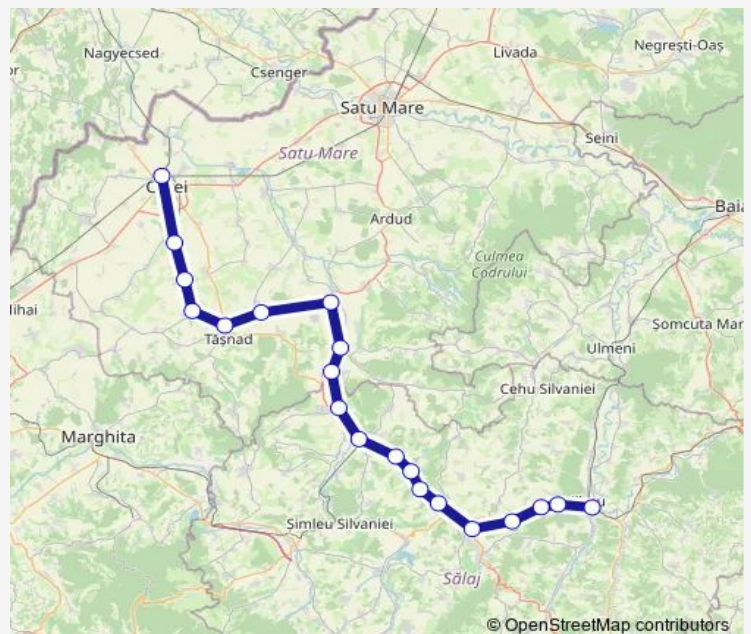 Nagyecsed
Livada
Negrești-Oaș
Csenger
Satu Mare
Seini
Satu Mare
Baia
Ardud
Culmea
Codrului
Mihai
Șomcuta Mar
Tășnad
Ulmeni
Cehu Silvaniei
Marghita
Șimleu Silvaniei
Sălaj
© OpenStreetMap contributors